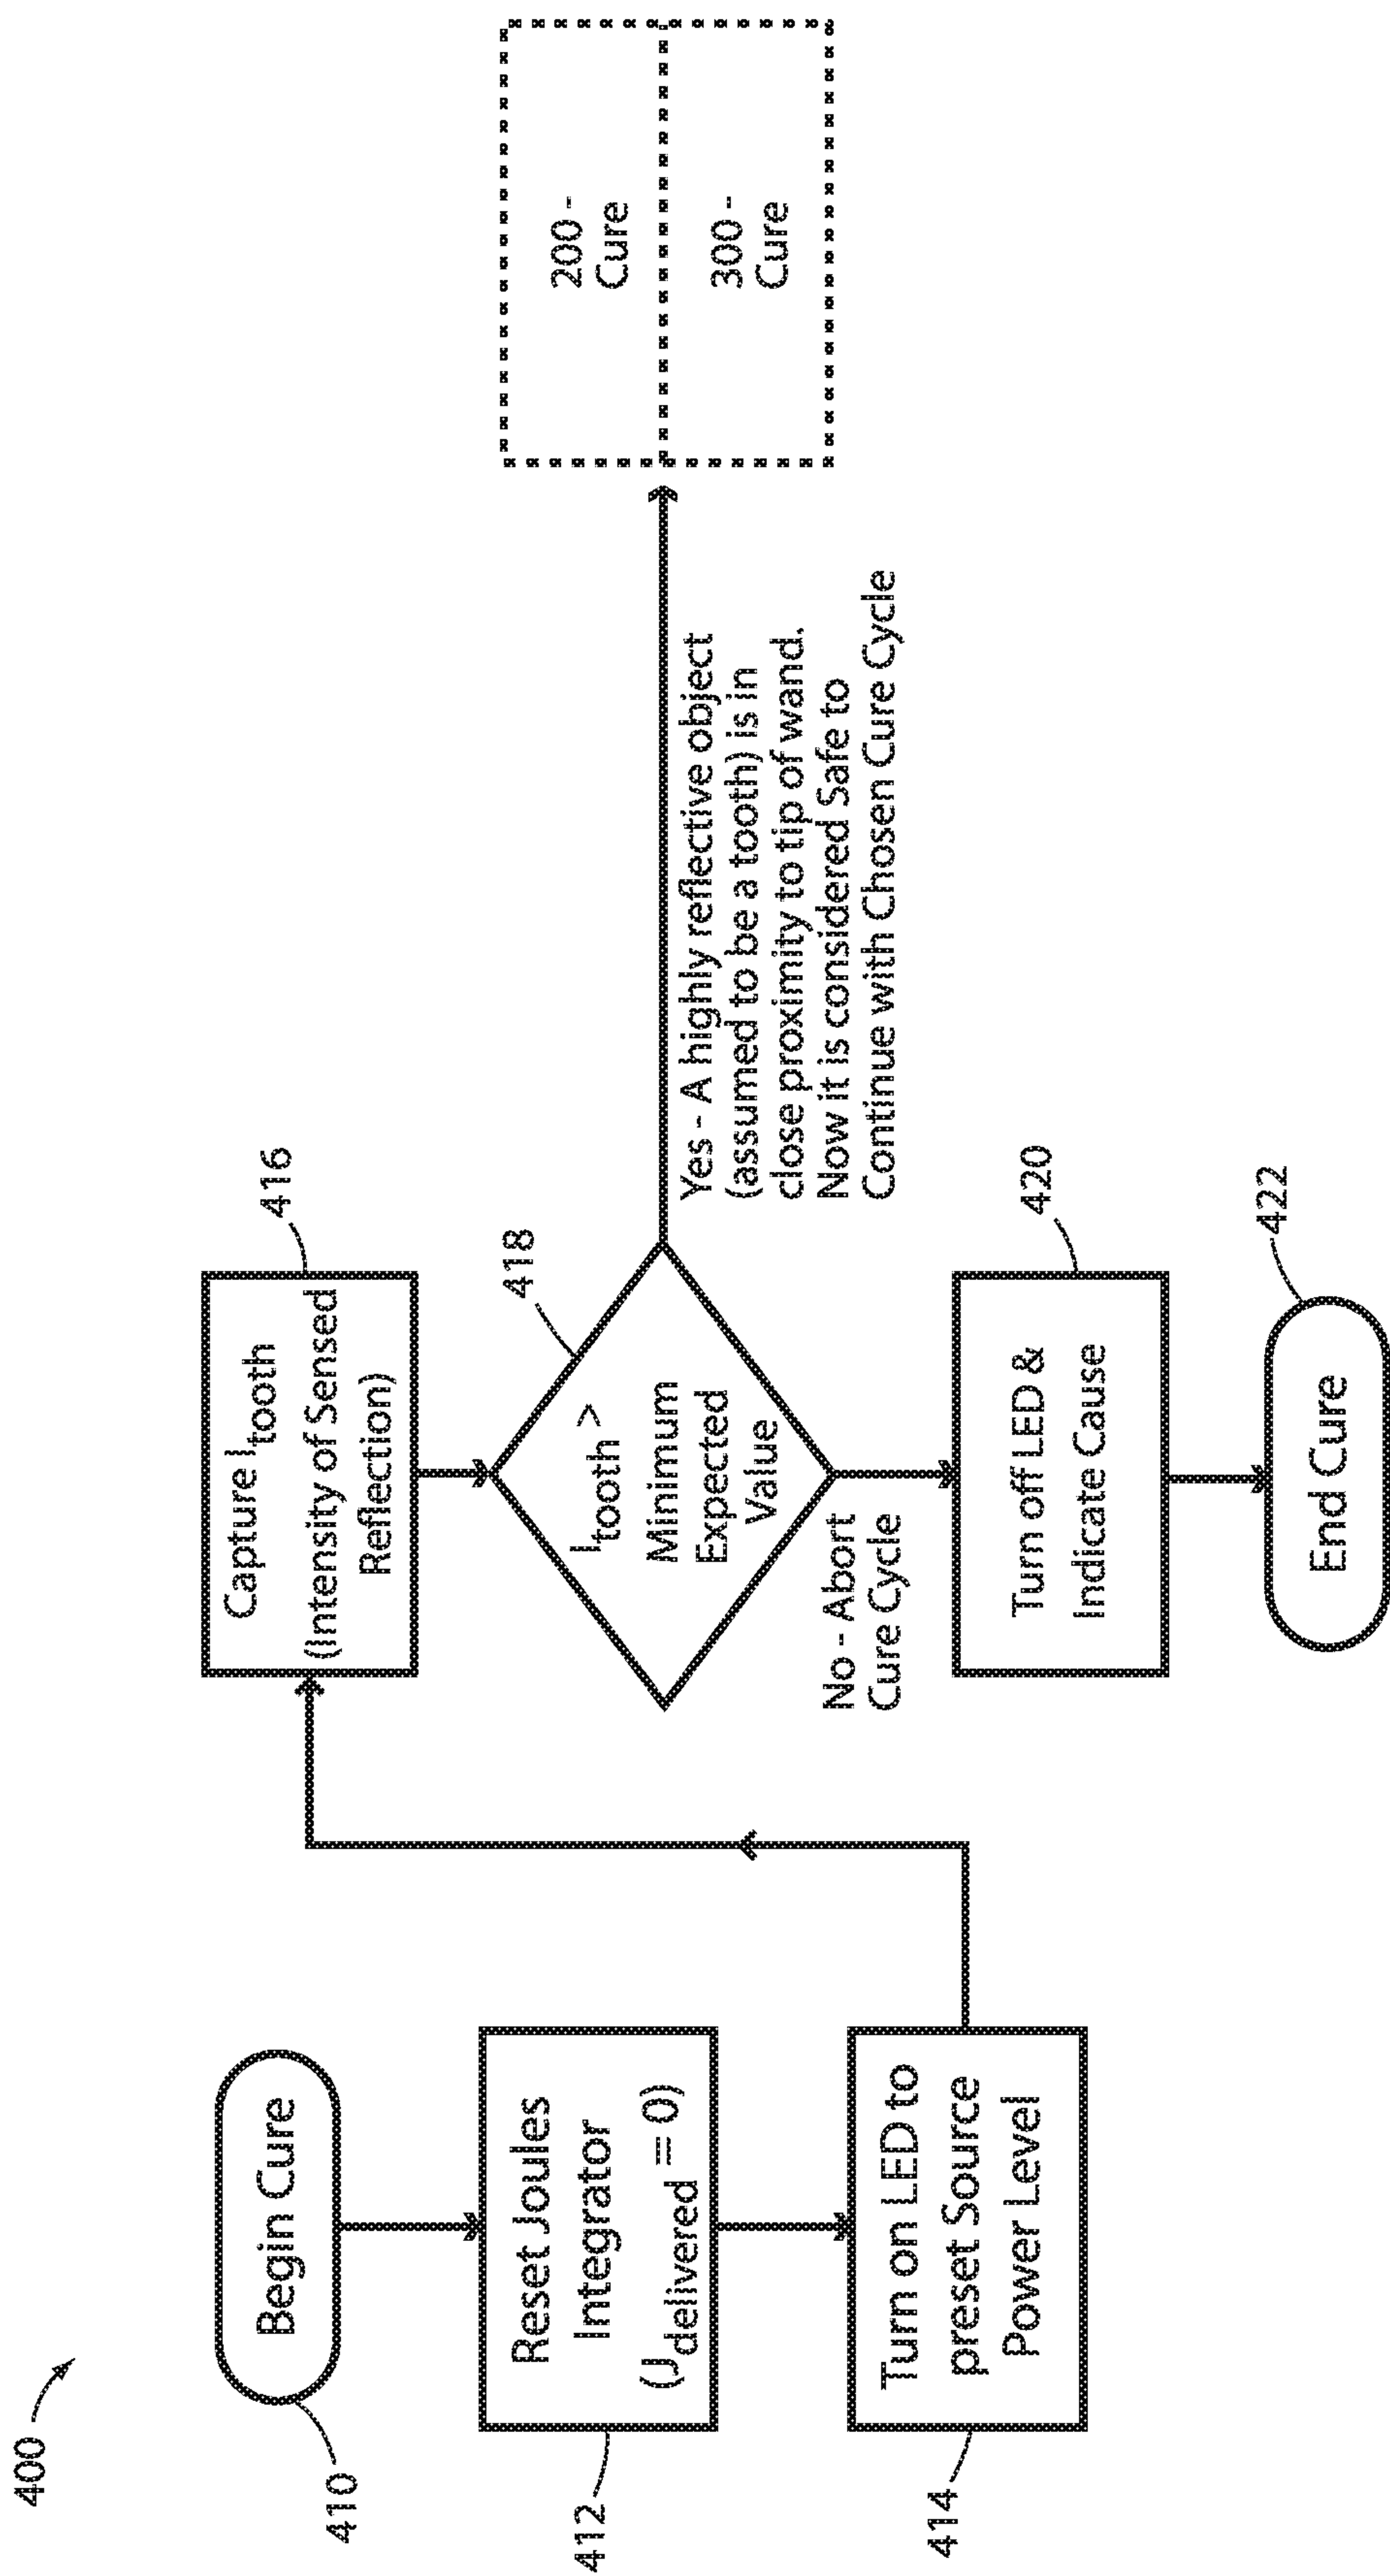 400
410
Begin Cure
412
Reset Joules
Integrator
(Jdelivered = 0)
414
Turn on LED to
preset Source
Power Level
416
Capture Itooth
(Intensity of Sensed
Reflection)
418
Itooth >
Minimum
Expected
Value
No - Abort
Cure Cycle
420
Turn off LED &
Indicate Cause
422
End Cure
Yes - A highly reflective object
(assumed to be a tooth) is in
close proximity to tip of wand.
Now it is considered Safe to
Continue with Chosen Cure Cycle
200 -
Cure
300 -
Cure